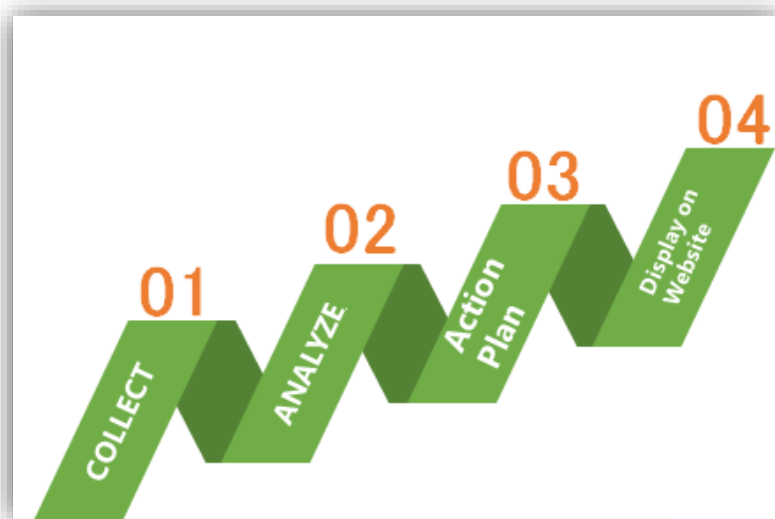 01
COLLECT
02
ANALYZE
03
Action
Plan
04
Display on
Website